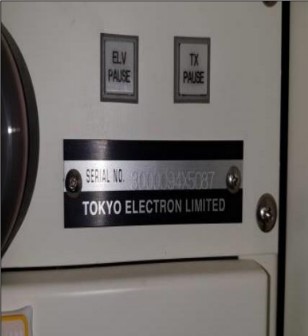 ELV
PAUSE
TX
PAUSE
SERIAL NO.
TOKYO ELECTRON LIMITED